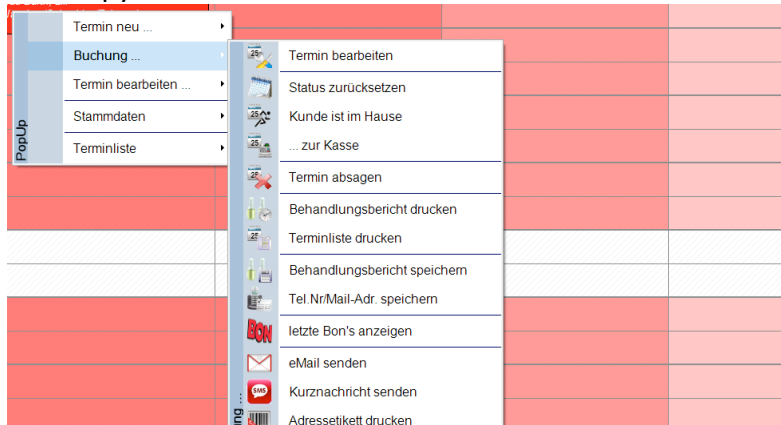 Termin neu ...
Buchung ...
Termin bearbeiten ...
Stammdaten
Terminliste
PopUp
Termin bearbeiten
Status zurücksetzen
Kunde ist im Hause
... zur Kasse
Termin absagen
Behandlungsbericht drucken
Terminliste drucken
Behandlungsbericht speichern
Tel.Nr/Mail-Adr. speichern
BON
letzte Bon's anzeigen
eMail senden
SMS
Kurznachricht senden
Adressetikett drucken